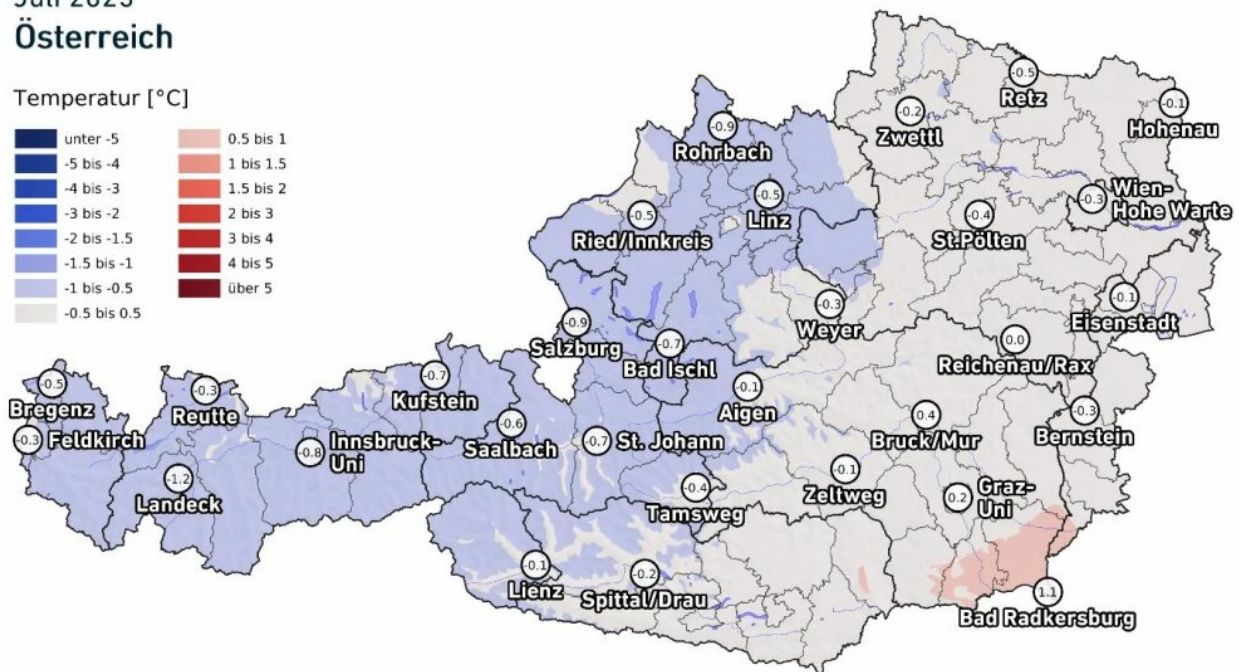 Juli 2025
Österreich
Temperatur [°C]
unter -5
-5 bis -4
-4 bis -3
-3 bis -2
-2 bis -1.5
-1.5 bis -1
-1 bis -0.5
-0.5 bis 0.5
0.5 bis 1
1 bis 1.5
1.5 bis 2
2 bis 3
3 bis 4
4 bis 5
über 5
-0.5
Retz
-0.1
Hohenau
-0.2
Zwettl
-0.9
Rohrbach
-0.5
Linz
-0.3
Wien-
Hohe Warte
-0.5
Ried/Innkreis
-0.4
St.Pölten
-0.3
Weyer
-0.1
Eisenstadt
-0.9
Salzburg
-0.7
Bad Ischl
0.0
Reichenau/Rax
-0.5
Bregenz
-0.3
Reutte
-0.7
Kufstein
-0.1
Aigen
-0.3
Feldkirch
-0.8
Innsbruck-
Uni
-0.6
Saalbach
-0.7
St. Johann
0.4
Bruck/Mur
-0.3
Bernstein
-1.2
Landeck
-0.4
Tamsweg
-0.1
Zeltweg
0.2
Graz-
Uni
-0.1
Lienz
-0.2
Spittal/Drau
1.1
Bad Radkersburg